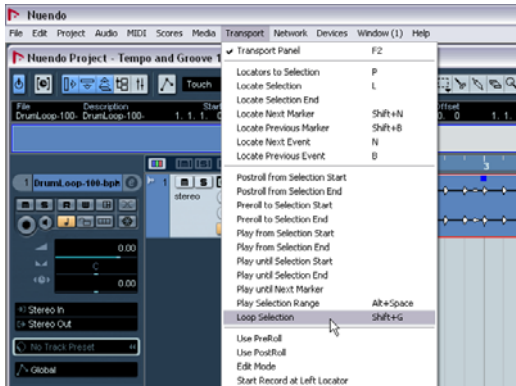 Nuendo
File Edit Project Audio MIDI Scores Media Transport Network Devices Window (1) Help
Nuendo Project - Tempo and Groove 1
Touch
File Description Start
DrumLoop-100- DrumLoop-100- 1. 1. 1.
Offset
0. 0 1. 1.
3
1 DrumLoop-100-bph
1
stereo
0.00
C
0.00
Stereo In
Stereo Out
No Track Preset
Global
✓ Transport Panel F2
Locators to Selection P
Locate Selection L
Locate Selection End
Locate Next Marker Shift+N
Locate Previous Marker Shift+B
Locate Next Event N
Locate Previous Event B
Postroll from Selection Start
Postroll from Selection End
Preroll to Selection Start
Preroll to Selection End
Play from Selection Start
Play from Selection End
Play until Selection Start
Play until Selection End
Play until Next Marker
Play Selection Range Alt+Space
Loop Selection Shift+G
Use PreRoll
Use PostRoll
Edit Mode
Start Record at Left Locator